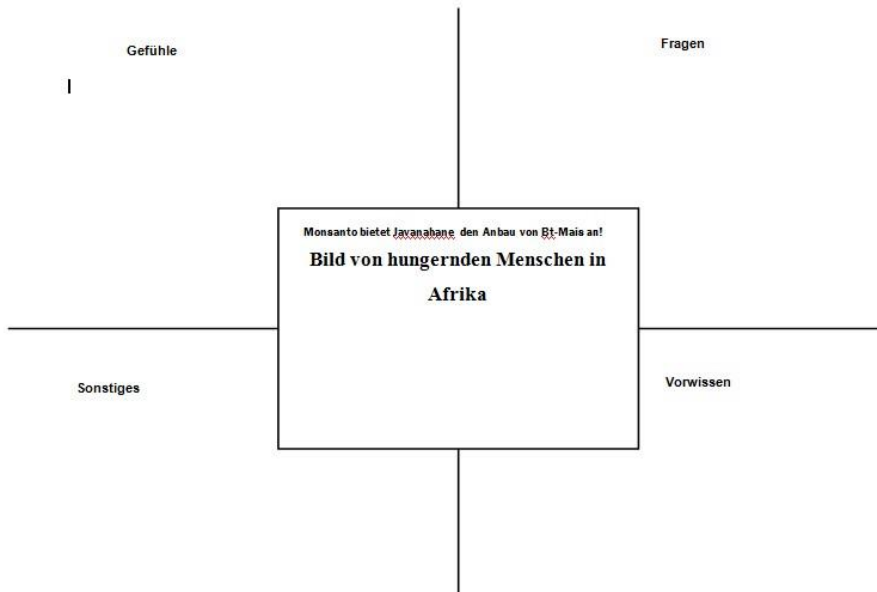 Gefühle
Fragen
Monsanto bietet Javanahane den Anbau von Bt-Mais an!
Bild von hungernden Menschen in
Afrika
Sonstiges
Vorwissen